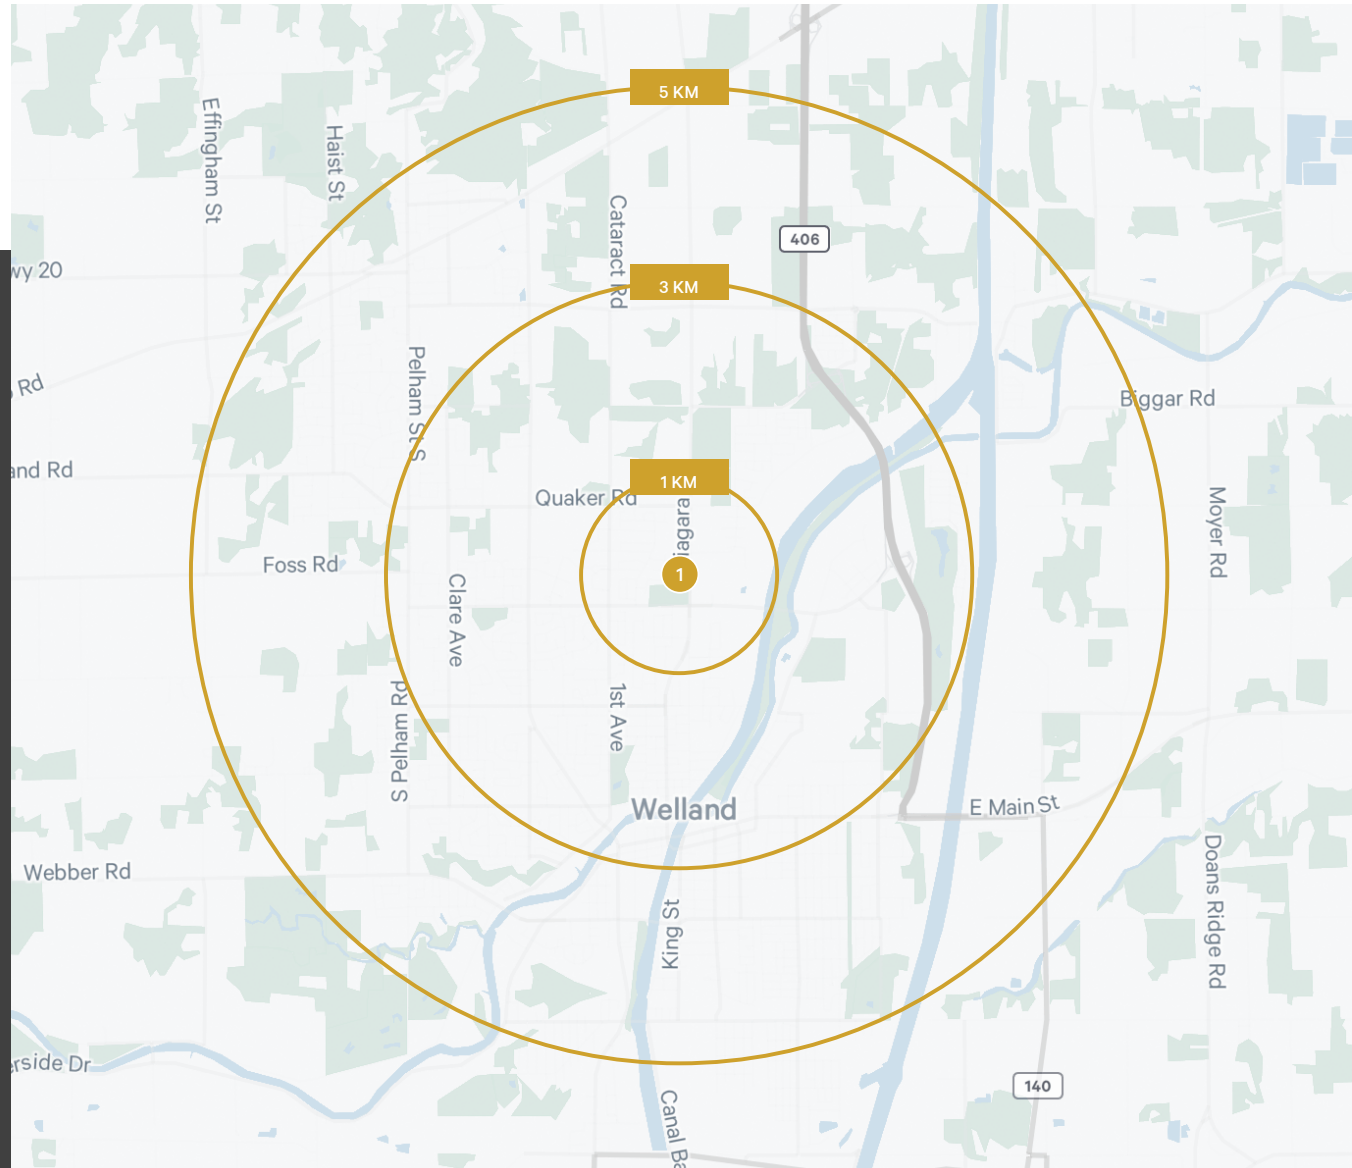 5 KM
Effingham St
Haist St
Cataract Rd
406
wy 20
3 KM
Pelham St S
Rd
Biggar Rd
and Rd
1 KM
Quaker Rd
agara
Moyer Rd
Foss Rd
1
Clare Ave
S Pelham Rd
1st Ave
Welland
E Main St
Webber Rd
Doans Ridge Rd
King St
erside Dr
140
Canal Ba